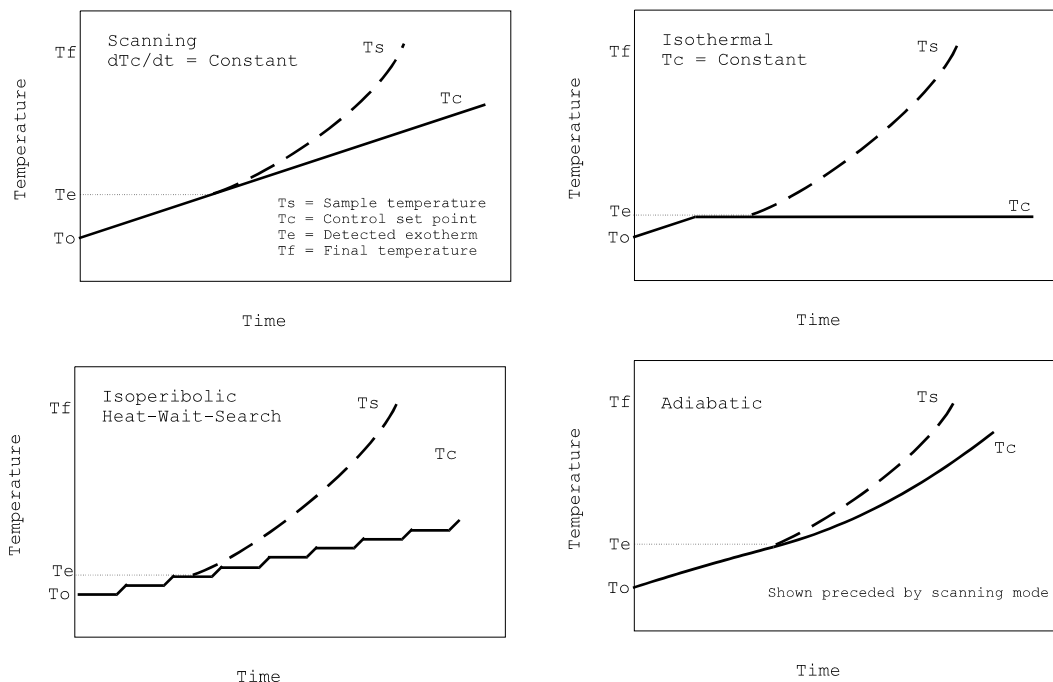 Scanning
dTc/dt = Constant
Tf
Ts
Tc
Te
To
Ts = Sample temperature
Tc = Control set point
Te = Detected exotherm
Tf = Final temperature
Temperature
Time
Isothermal
Tc = Constant
Tf
Ts
Tc
Te
To
Temperature
Time
Isoperibolic
Heat-Wait-Search
Tf
Ts
Tc
Te
To
Temperature
Time
Adiabatic
Tf
Ts
Tc
Te
To
Shown preceded by scanning mode
Temperature
Time